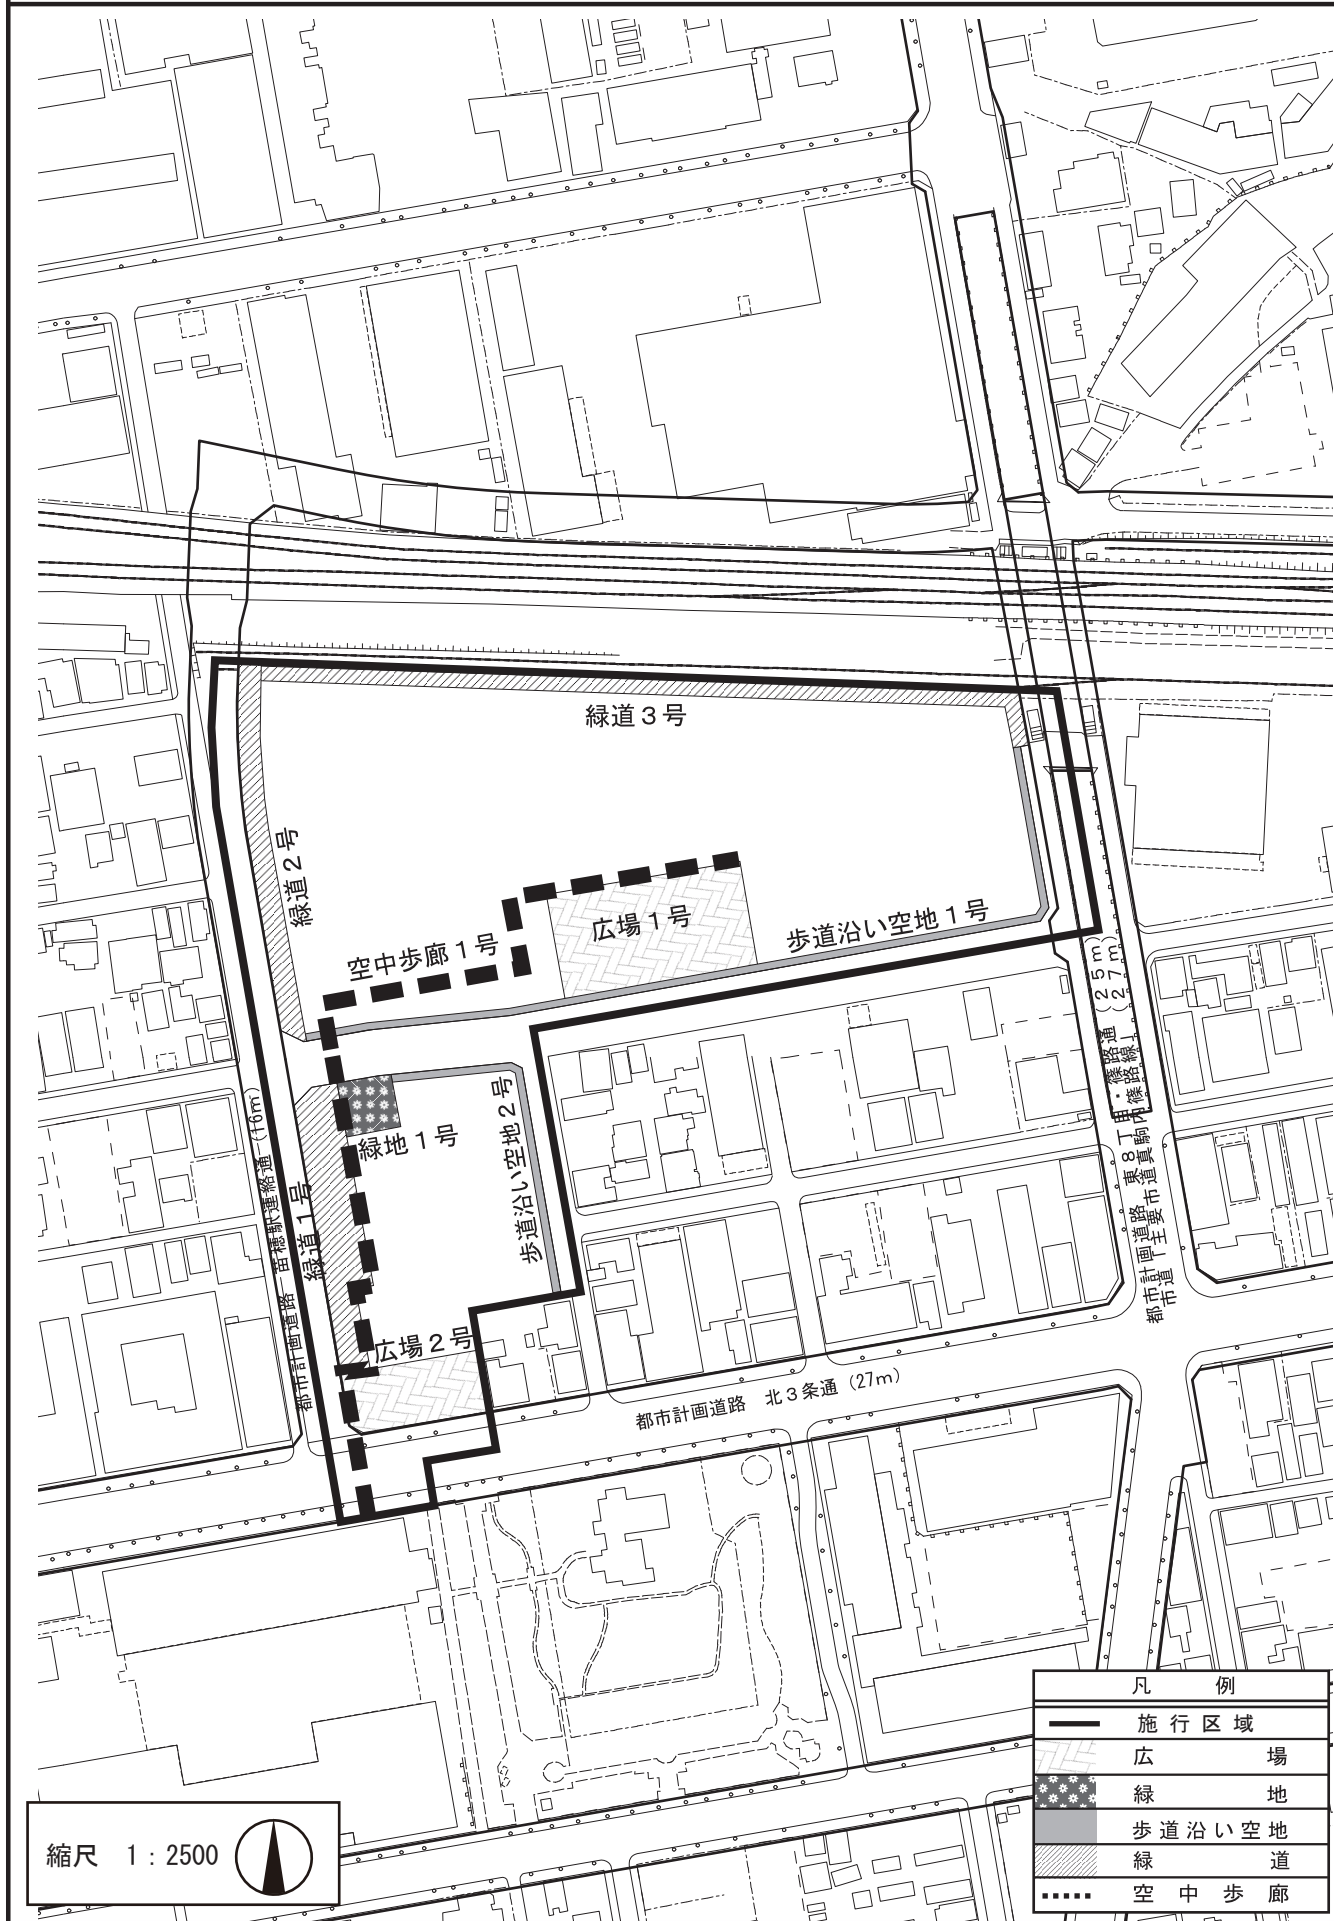 緑道３号
緑道２号
広場１号
歩道沿い空地１号
空中歩廊１号
(２５ｍ)
(２７ｍ)
都市計画道路　東８丁目・篠路通
市道「主要市道真駒内篠路線」
緑地１号
歩道沿い空地２号
緑道１号
都市計画道路　苗穂駅連絡通（16m）
広場２号
都市計画道路　北３条通（27m）
凡　例
施行区域
広　場
緑　地
歩道沿い空地
緑　道
空中歩廊
縮尺　1：2500